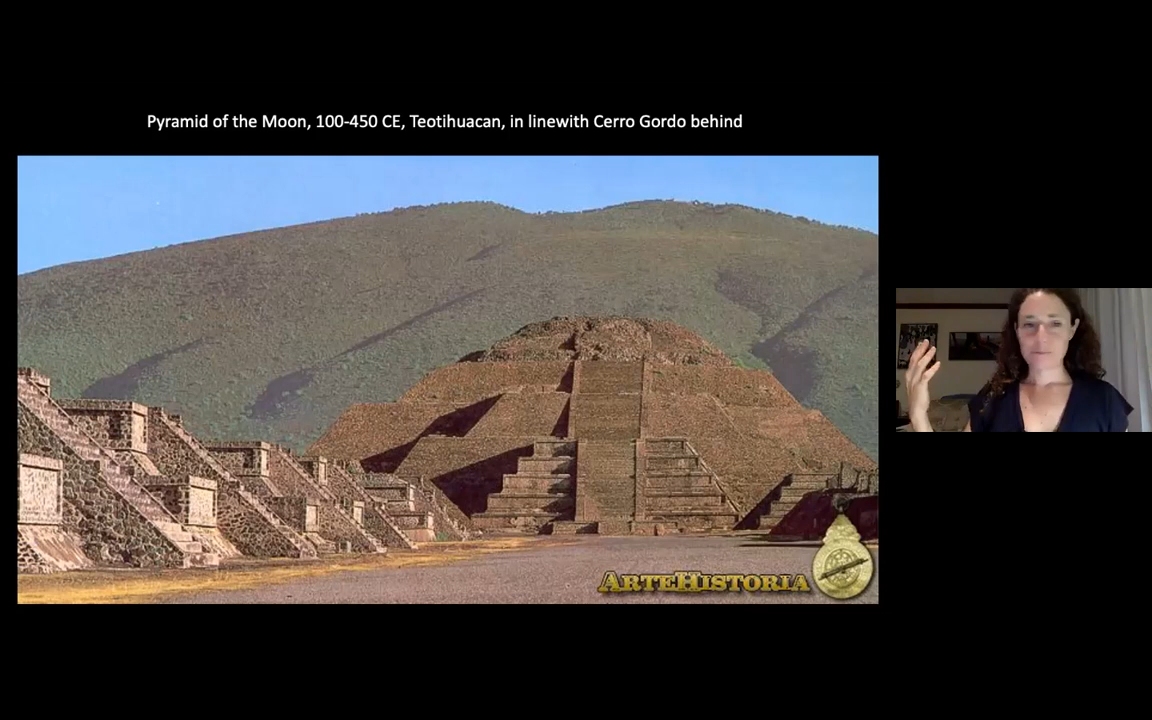 Pyramid of the Moon, 100-450 CE, Teotihuacan, in linewith Cerro Gordo behind
ARTEHISTORIA